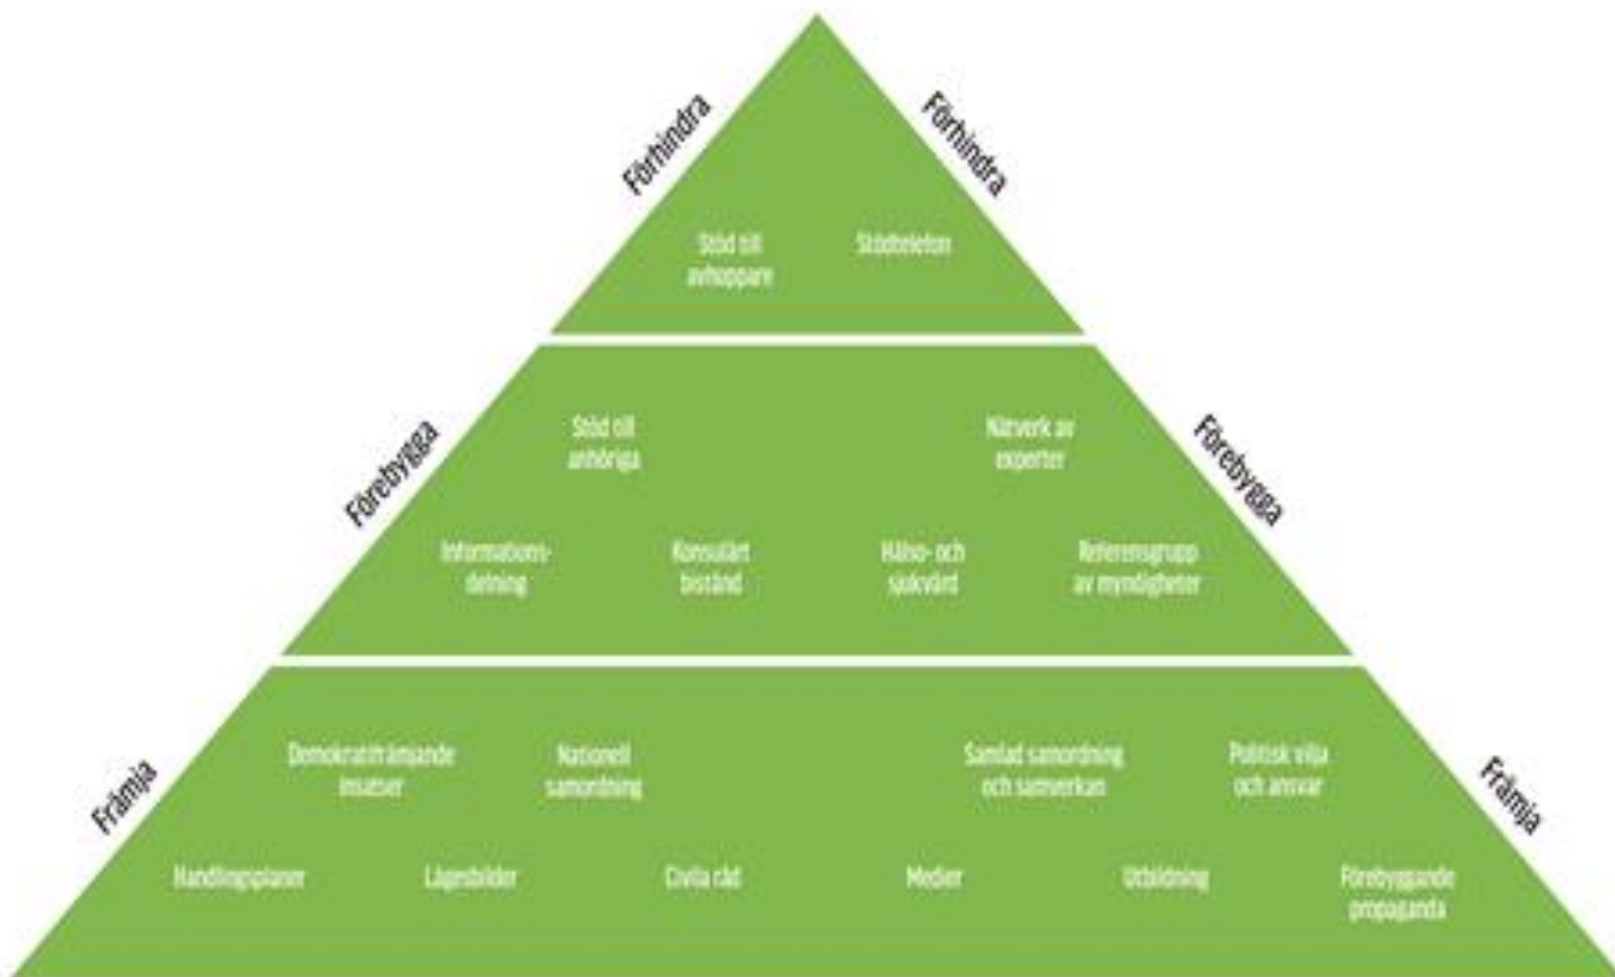 Förhindra
Förhindra
Stöd till
avhoppare
Stödtelefon
Förebygga
Förebygga
Stöd till
anhöriga
Nätverk av
experter
Informations-
delning
Konsulärt
bistånd
Hälso- och
sjukvård
Referensgrupp
av myndigheter
Främja
Främja
Demokratifrämjande
insatser
Nationell
samordning
Samlad samordning
och samverkan
Politisk vilja
och ansvar
Handlingsplaner
Lägesbilder
Civila råd
Medier
Utbildning
Förebyggande
propaganda